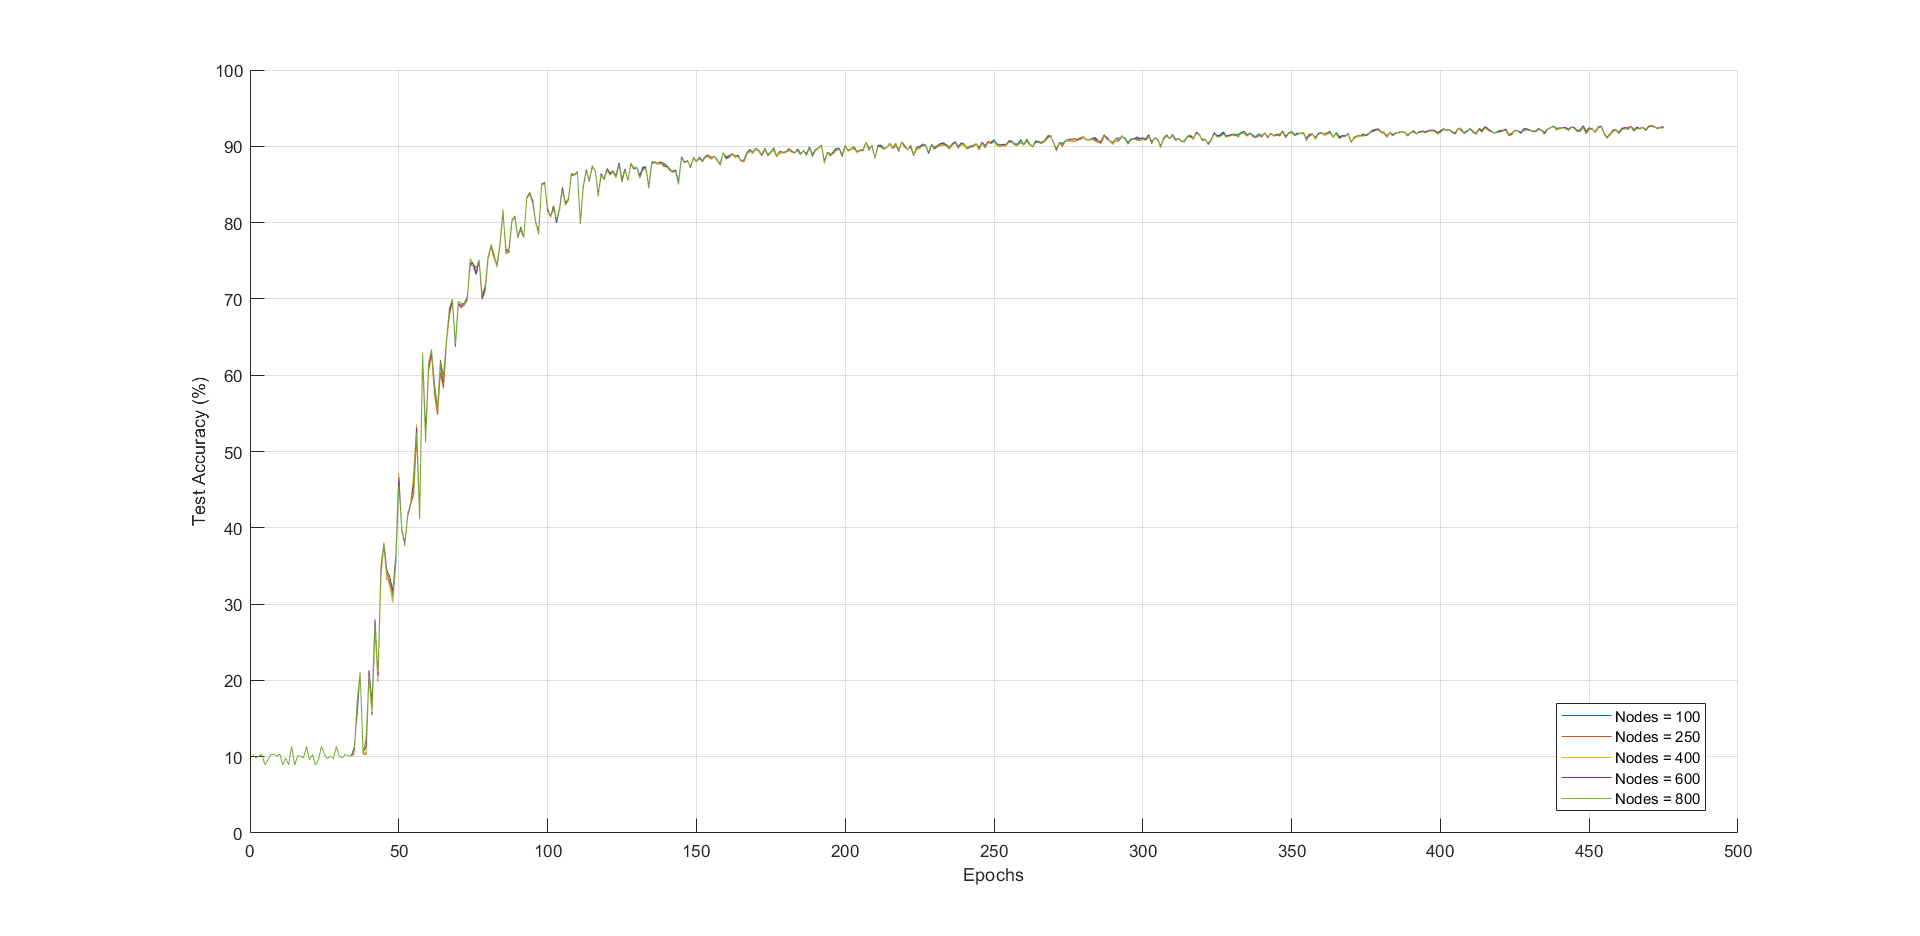 100
90
80
70
60
50
40
30
20
10
0
Test Accuracy (%)
0 50 100 150 200 250 300 350 400 450 500
Epochs
Nodes = 100
Nodes = 250
Nodes = 400
Nodes = 600
Nodes = 800